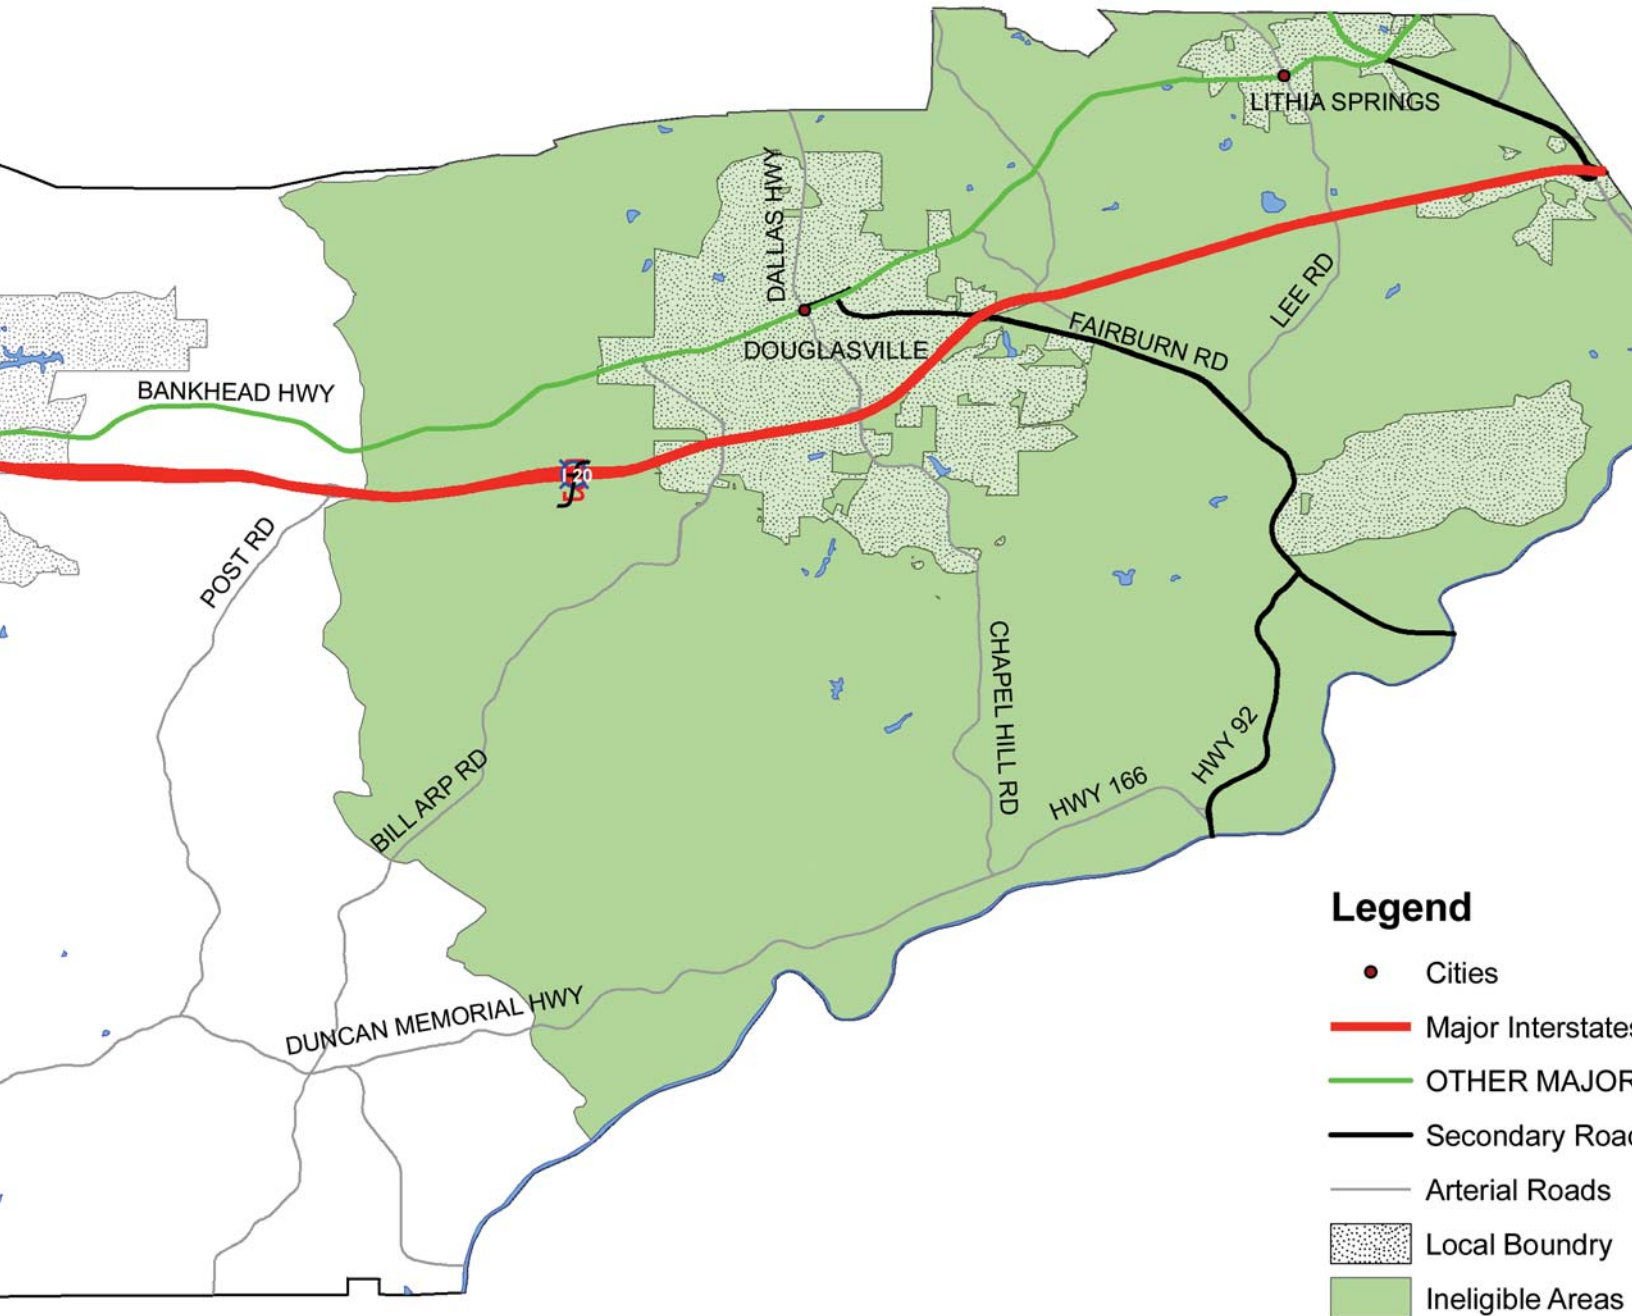 LITHIA SPRINGS
DALLAS HWY
LEE RD
FAIRBURN RD
DOUGLASVILLE
BANKHEAD HWY
I 20
POST RD
CHAPEL HILL RD
HWY 92
BILL ARP RD
HWY 166
DUNCAN MEMORIAL HWY
Legend
Cities
Major Interstates
OTHER MAJOR
Secondary Road
Arterial Roads
Local Boundry
Ineligible Areas